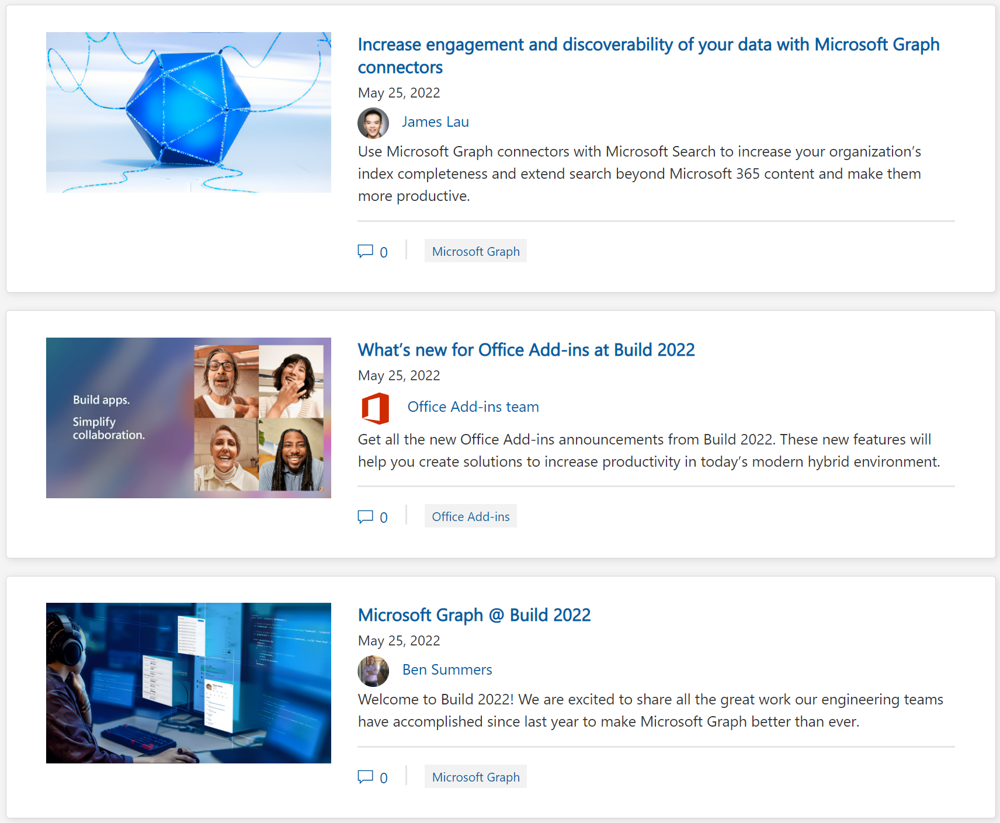 Increase engagement and discoverability of your data with Microsoft Graph
connectors
May 25, 2022
James Lau
Use Microsoft Graph connectors with Microsoft Search to increase your organization’s
index completeness and extend search beyond Microsoft 365 content and make them
more productive.
0
Microsoft Graph
Build apps.
Simplify
collaboration.
What’s new for Office Add-ins at Build 2022
May 25, 2022
Office Add-ins team
Get all the new Office Add-ins announcements from Build 2022. These new features will
help you create solutions to increase productivity in today’s modern hybrid environment.
0
Office Add-ins
Microsoft Graph @ Build 2022
May 25, 2022
Ben Summers
Welcome to Build 2022! We are excited to share all the great work our engineering teams
have accomplished since last year to make Microsoft Graph better than ever.
0
Microsoft Graph